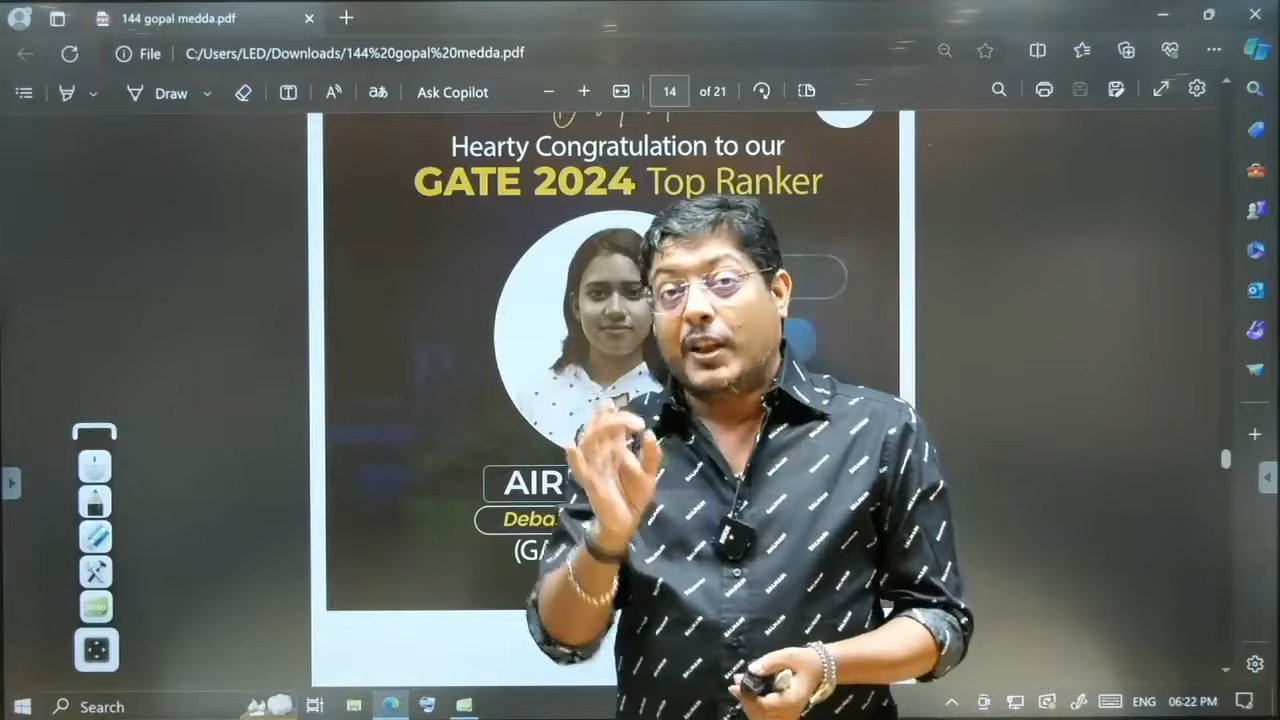 144 gopal medda.pdf
File
C:/Users/LED/Downloads/144%20gopal%20medda.pdf
Draw
Ask Copilot
14 of 21
Hearty Congratulation to our
GATE 2024 Top Ranker
AIR
Deba
(GA
Search
ENG 06:22 PM